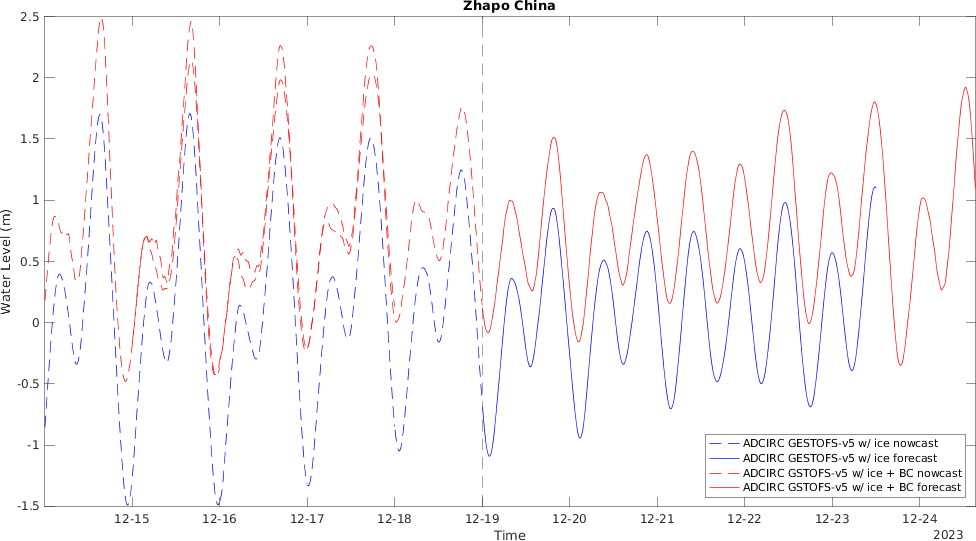 Zhapo China
2.5
2
1.5
1
0.5
0
-0.5
-1
-1.5
Water Level (m)
12-15 12-16 12-17 12-18 12-19 12-20 12-21 12-22 12-23 12-24
Time
2023
ADCIRC GESTOFS-v5 w/ ice nowcast
ADCIRC GESTOFS-v5 w/ ice forecast
ADCIRC GSTOFS-v5 w/ ice + BC nowcast
ADCIRC GSTOFS-v5 w/ ice + BC forecast